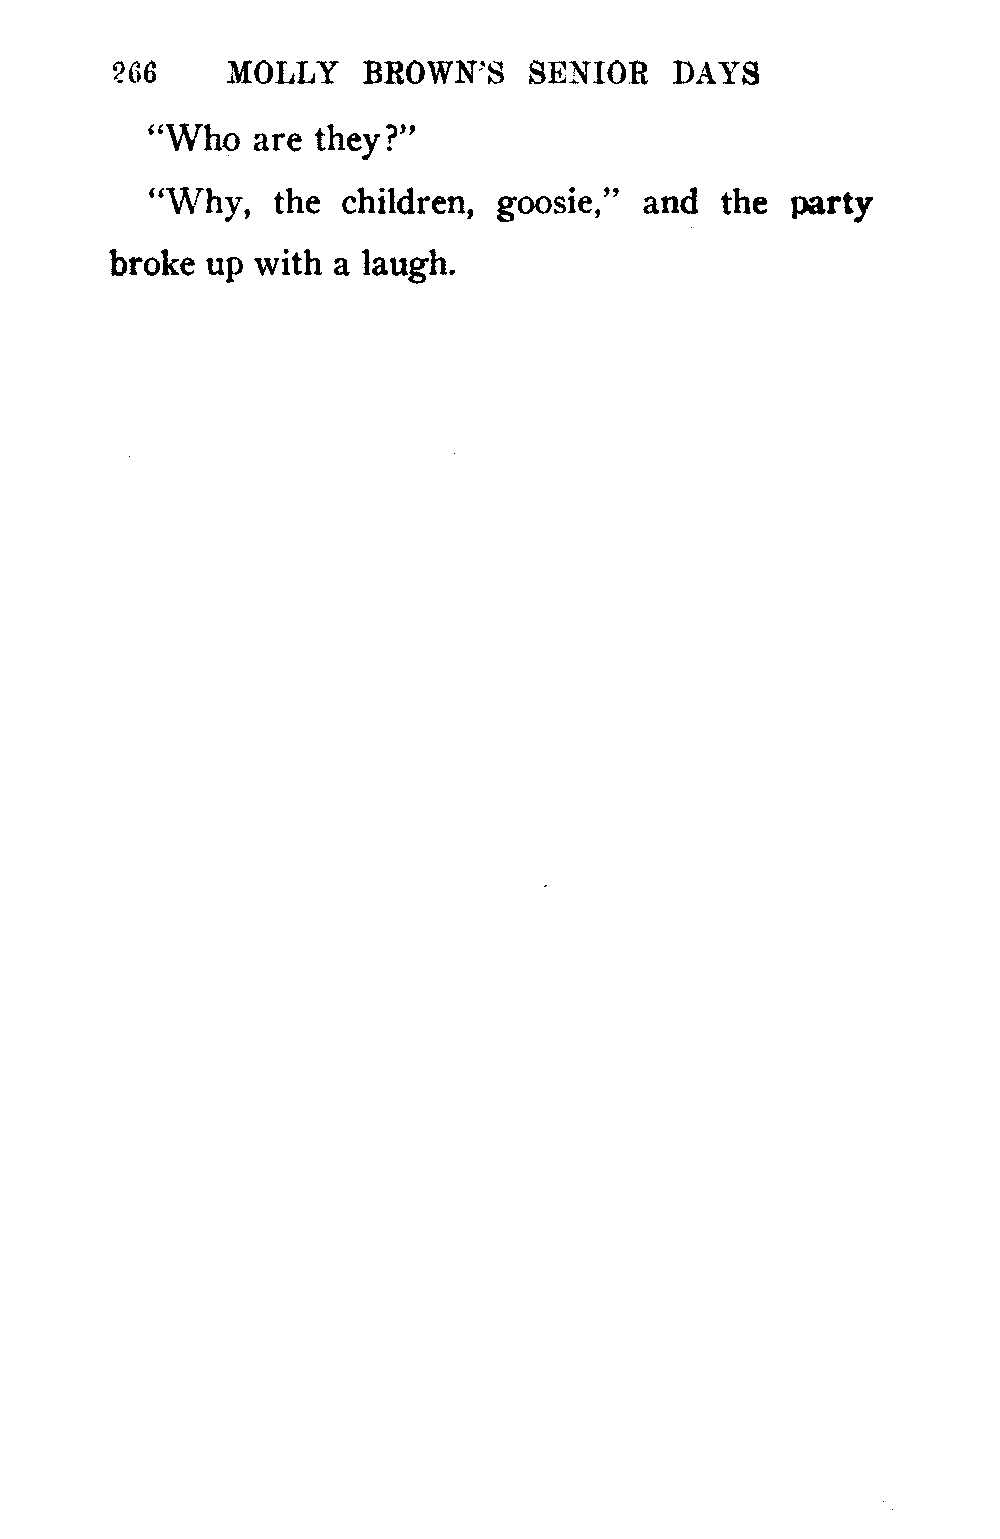 266 MOLLY BROWN'S SENIOR DAYS
"Who are they?"
"Why, the children, goosie," and the party
broke up with a laugh.